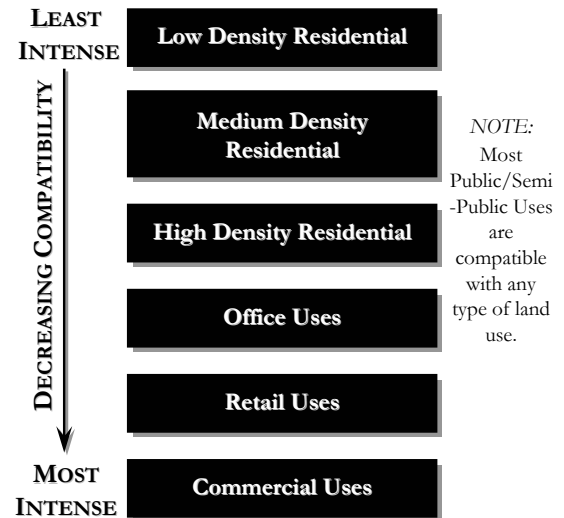 LEAST
INTENSE
DECREASING COMPATIBILITY
MOST
INTENSE
Low Density Residential
Medium Density
Residential
High Density Residential
Office Uses
Retail Uses
Commercial Uses
NOTE:
Most
Public/Semi
-Public Uses
are
compatible
with any
type of land
use.